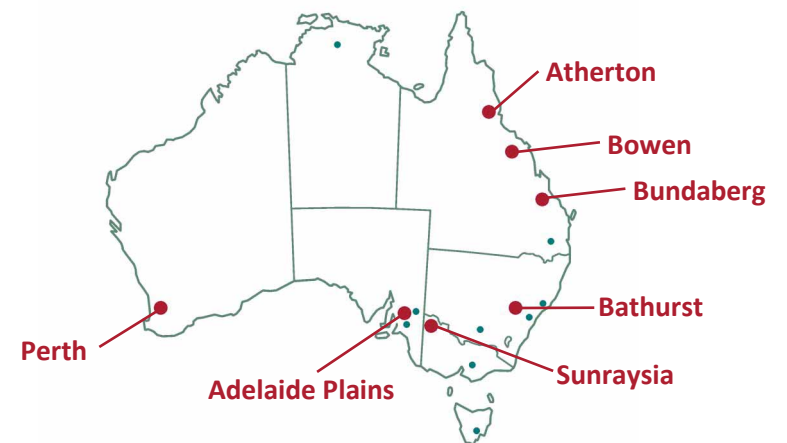 Atherton
Bowen
Bundaberg
Bathurst
Perth
Sunraysia
Adelaide Plains